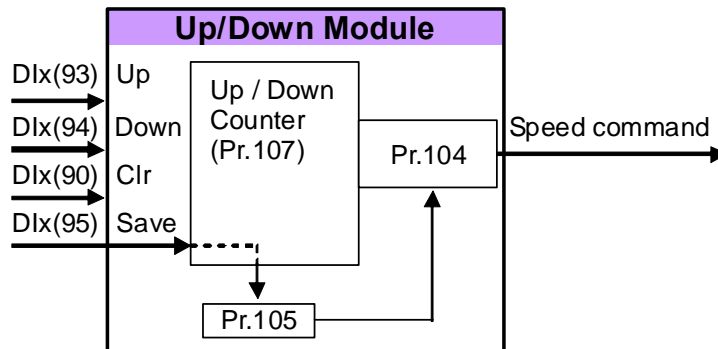 Up/Down Module
DIx(93) Up
DIx(94) Down
DIx(90) Clr
DIx(95) Save
Up / Down
Counter
(Pr.107)
Pr.104
Speed command
Pr.105